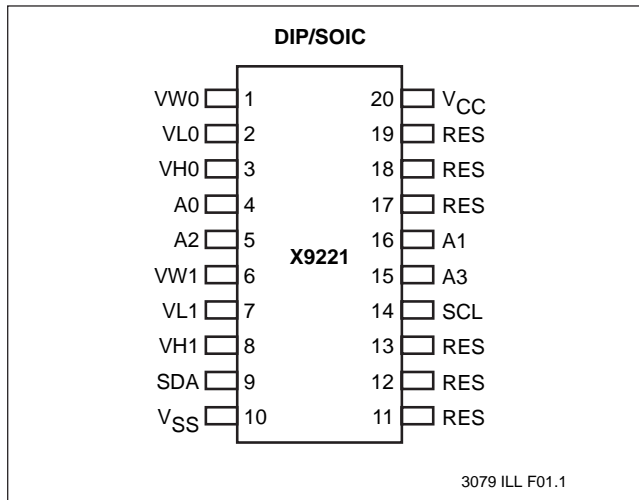 DIP/SOIC
VW0 1 20 VCC
VL0 2 19 RES
VH0 3 18 RES
A0 4 17 RES
A2 5 16 A1
X9221
VW1 6 15 A3
VL1 7 14 SCL
VH1 8 13 RES
SDA 9 12 RES
VSS 10 11 RES
3079 ILL F01.1